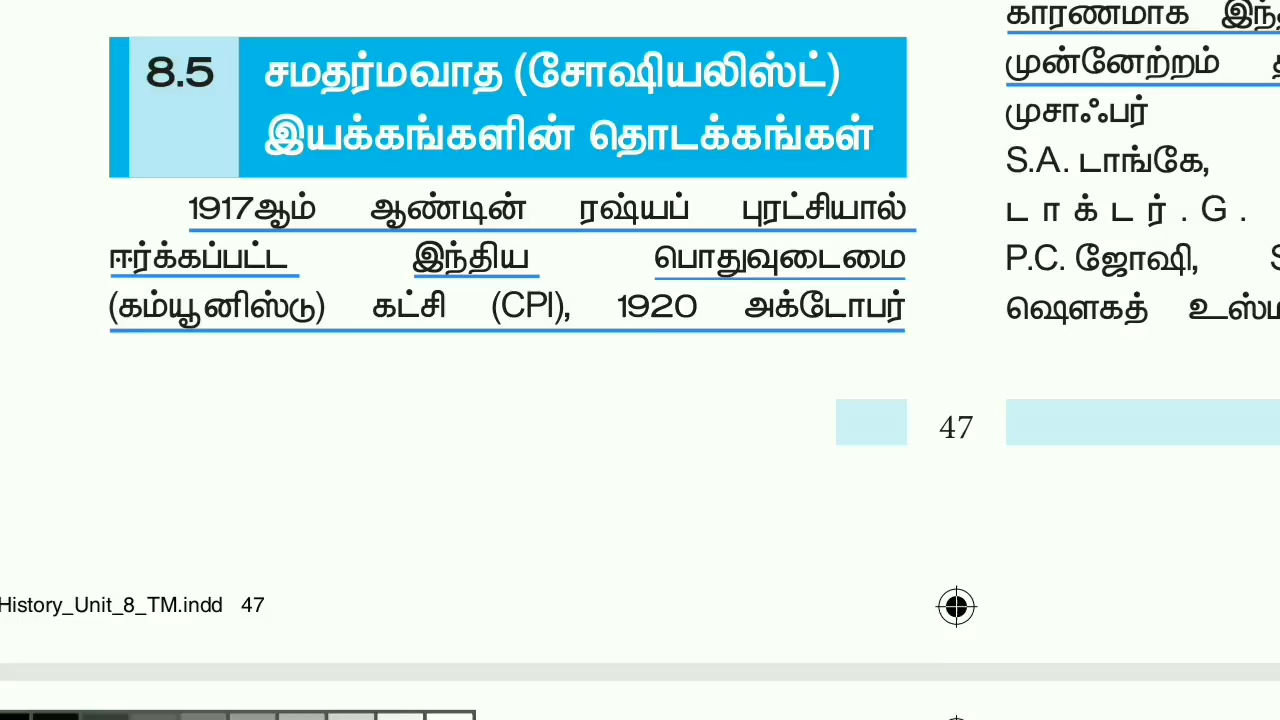 8.5 சமதர்மவாத (சோஷியலிஸ்ட்)
இயக்கங்களின் தொடக்கங்கள்
1917ஆம் ஆண்டின் ரஷ்யப் புரட்சியால்
ஈர்க்கப்பட்ட இந்திய பொதுவுடைமை
(கம்யூனிஸ்டு) கட்சி (CPI), 1920 அக்டோபர்
காரணமாக
முன்னேற்றம்
முசாஃபர்
S.A. டாங்கே,
டாக்டர்.G.
P.C. ஜோஷி,
ஷௌகத்
47
History_Unit_8_TM.indd 47